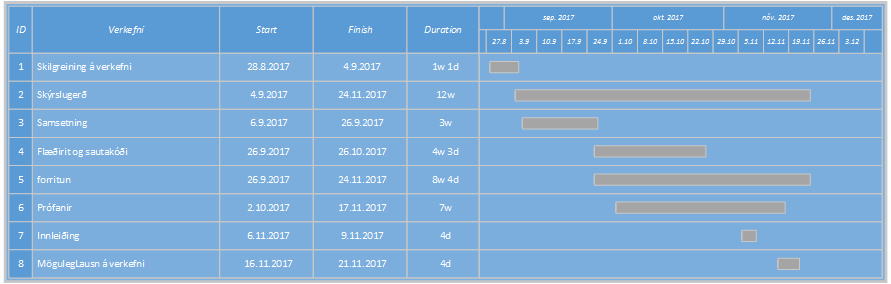 ID Verkefni Start Finish Duration sep. 2017 okt. 2017 nóv. 2017 des. 2017
27.8 3.9 10.9 17.9 24.9 1.10 8.10 15.10 22.10 29.10 5.11 12.11 19.11 26.11 3.12
1 Skilgreining á verkefni 28.8.2017 4.9.2017 1w 1d
2 Skýrslugerð 4.9.2017 24.11.2017 12w
3 Samsetning 6.9.2017 26.9.2017 3w
4 Flæðirit og sautakóði 26.9.2017 26.10.2017 4w 3d
5 forritun 26.9.2017 24.11.2017 8w 4d
6 Prófanir 2.10.2017 17.11.2017 7w
7 Innleiðing 6.11.2017 9.11.2017 4d
8 MögulegLausn á verkefni 16.11.2017 21.11.2017 4d